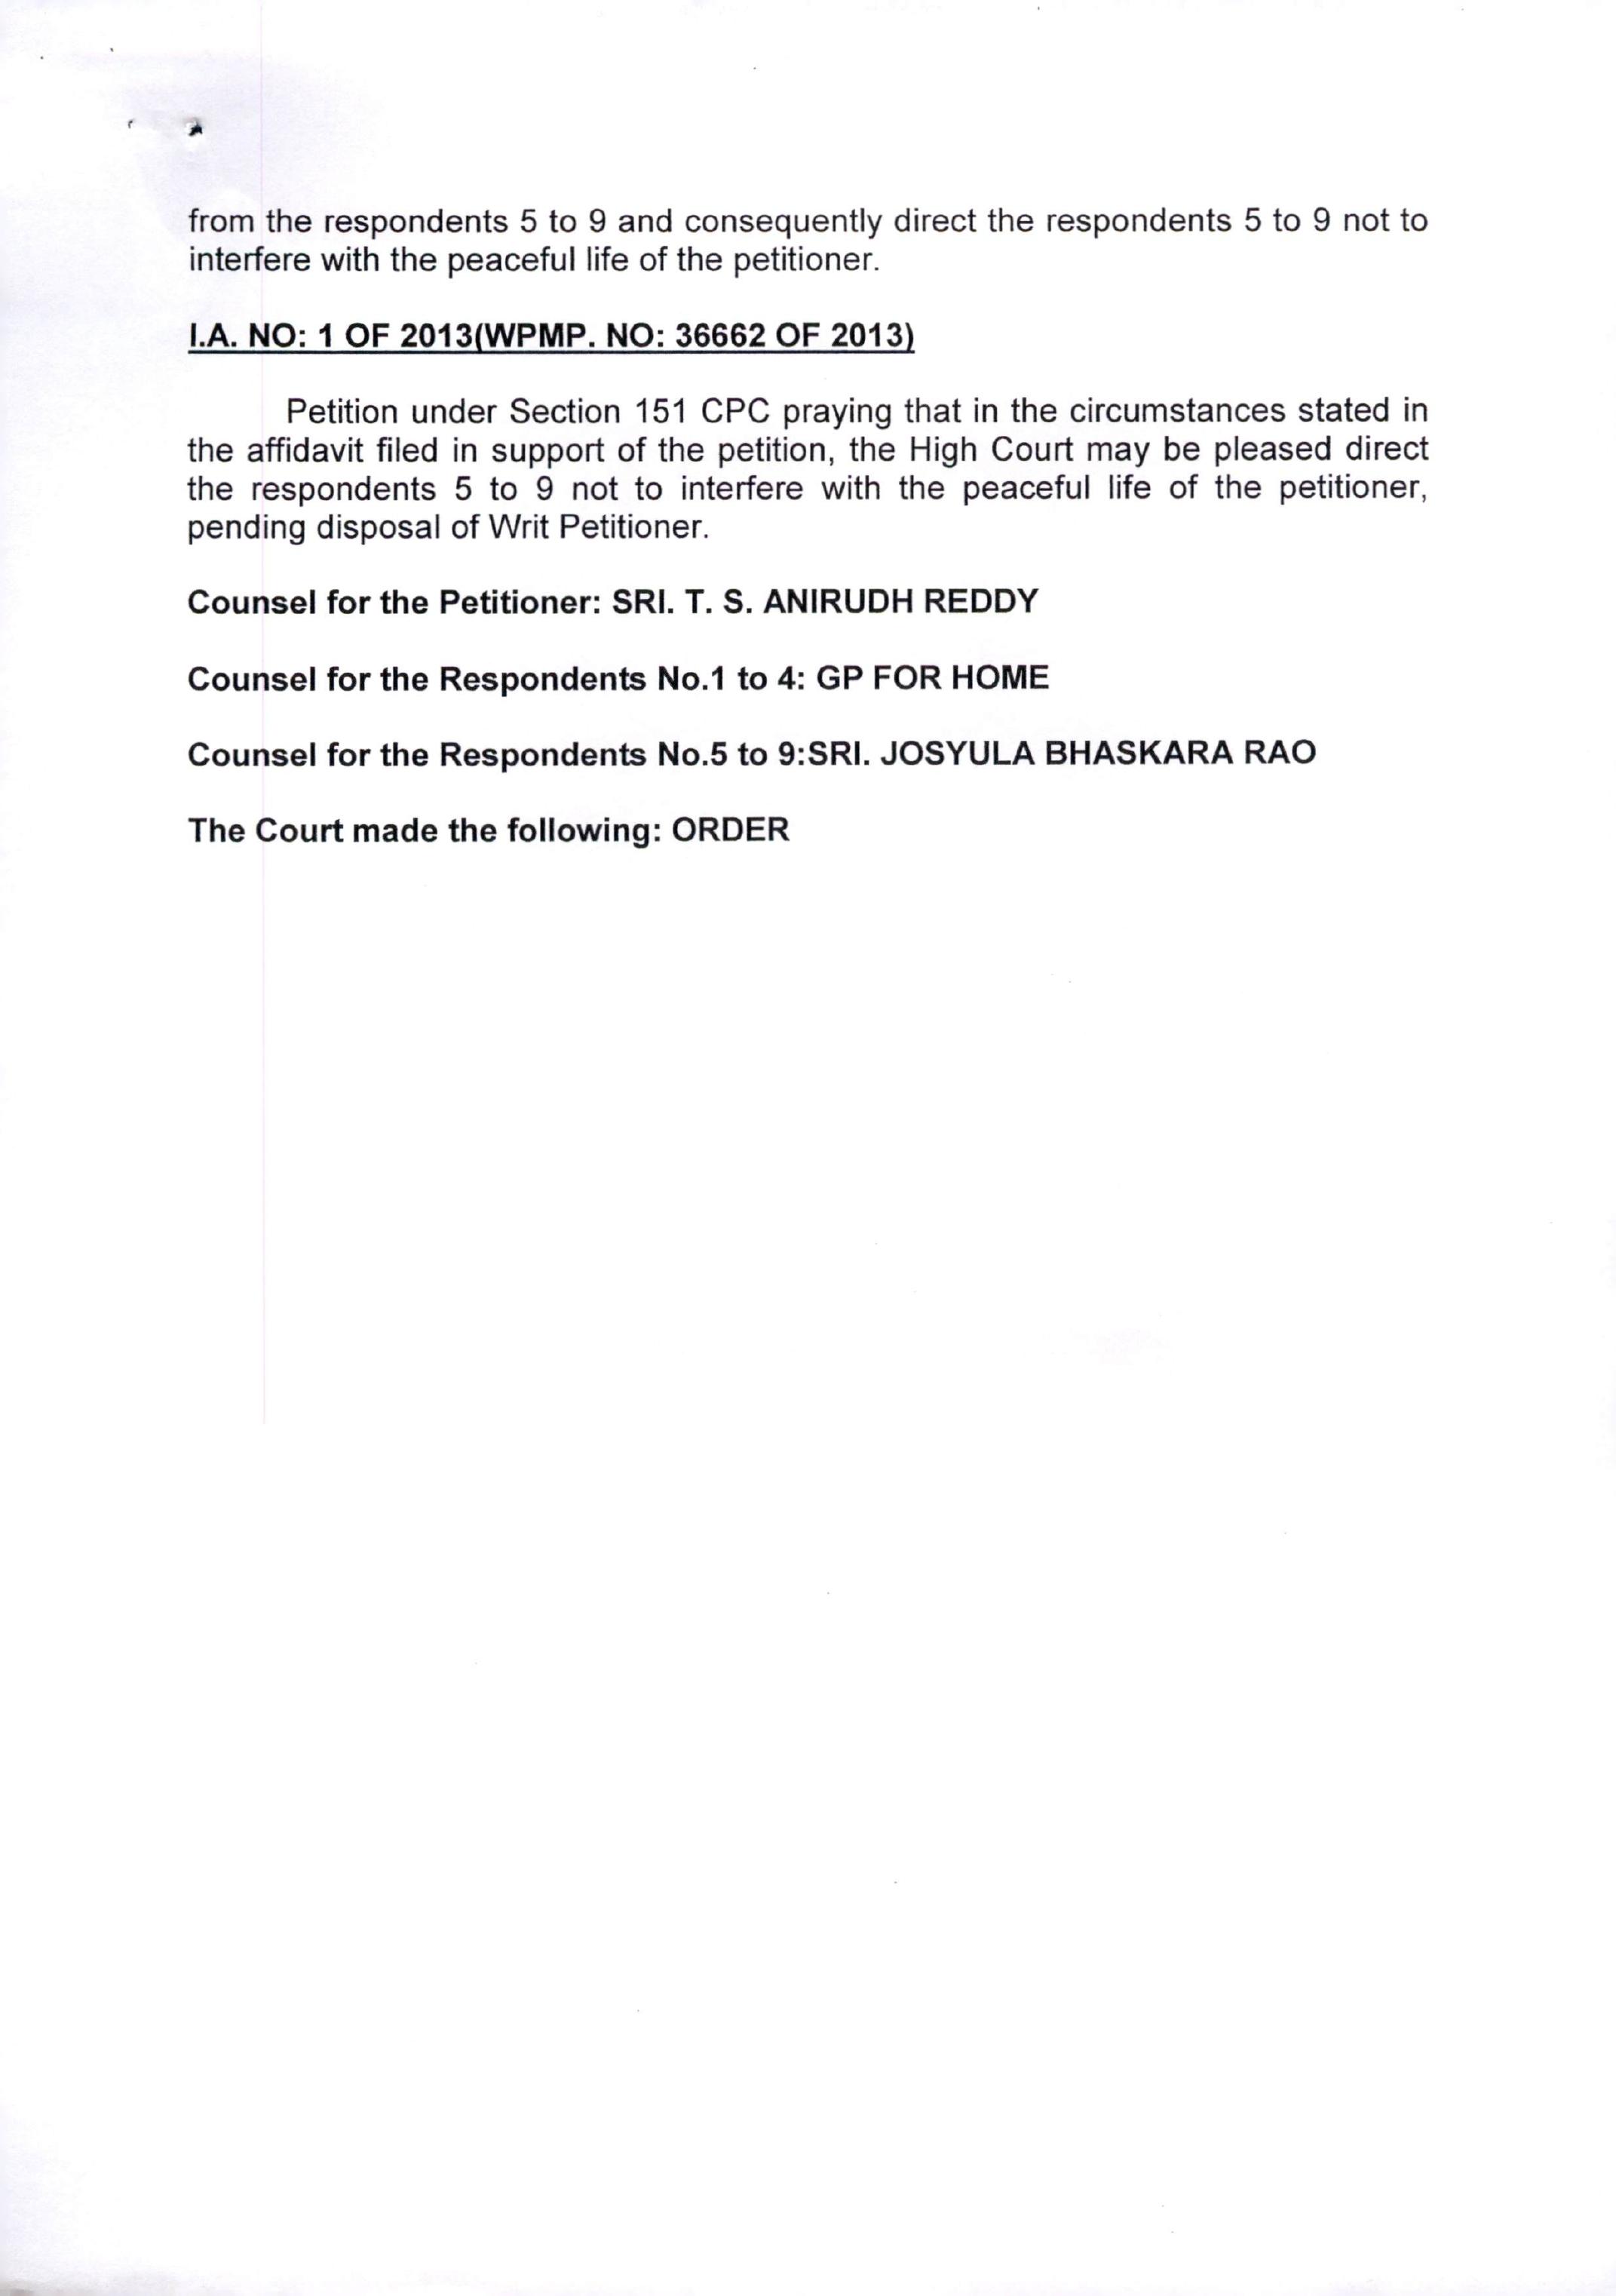 from the respondents 5 to 9 and consequently direct the respondents 5 to 9 not to
interfere with the peaceful life of the petitioner.
I.A. NO: 1 OF 2013(WPMP. NO: 36662 OF 2013)
Petition under Section 151 CPC praying that in the circumstances stated in
the affidavit filed in support of the petition, the High Court may be pleased direct
the respondents 5 to 9 not to interfere with the peaceful life of the petitioner,
pending disposal of Writ Petitioner.
Counsel for the Petitioner: SRI. T. S. ANIRUDH REDDY
Counsel for the Respondents No.1 to 4: GP FOR HOME
Counsel for the Respondents No.5 to 9:SRI. JOSYULA BHASKARA RAO
The Court made the following: ORDER